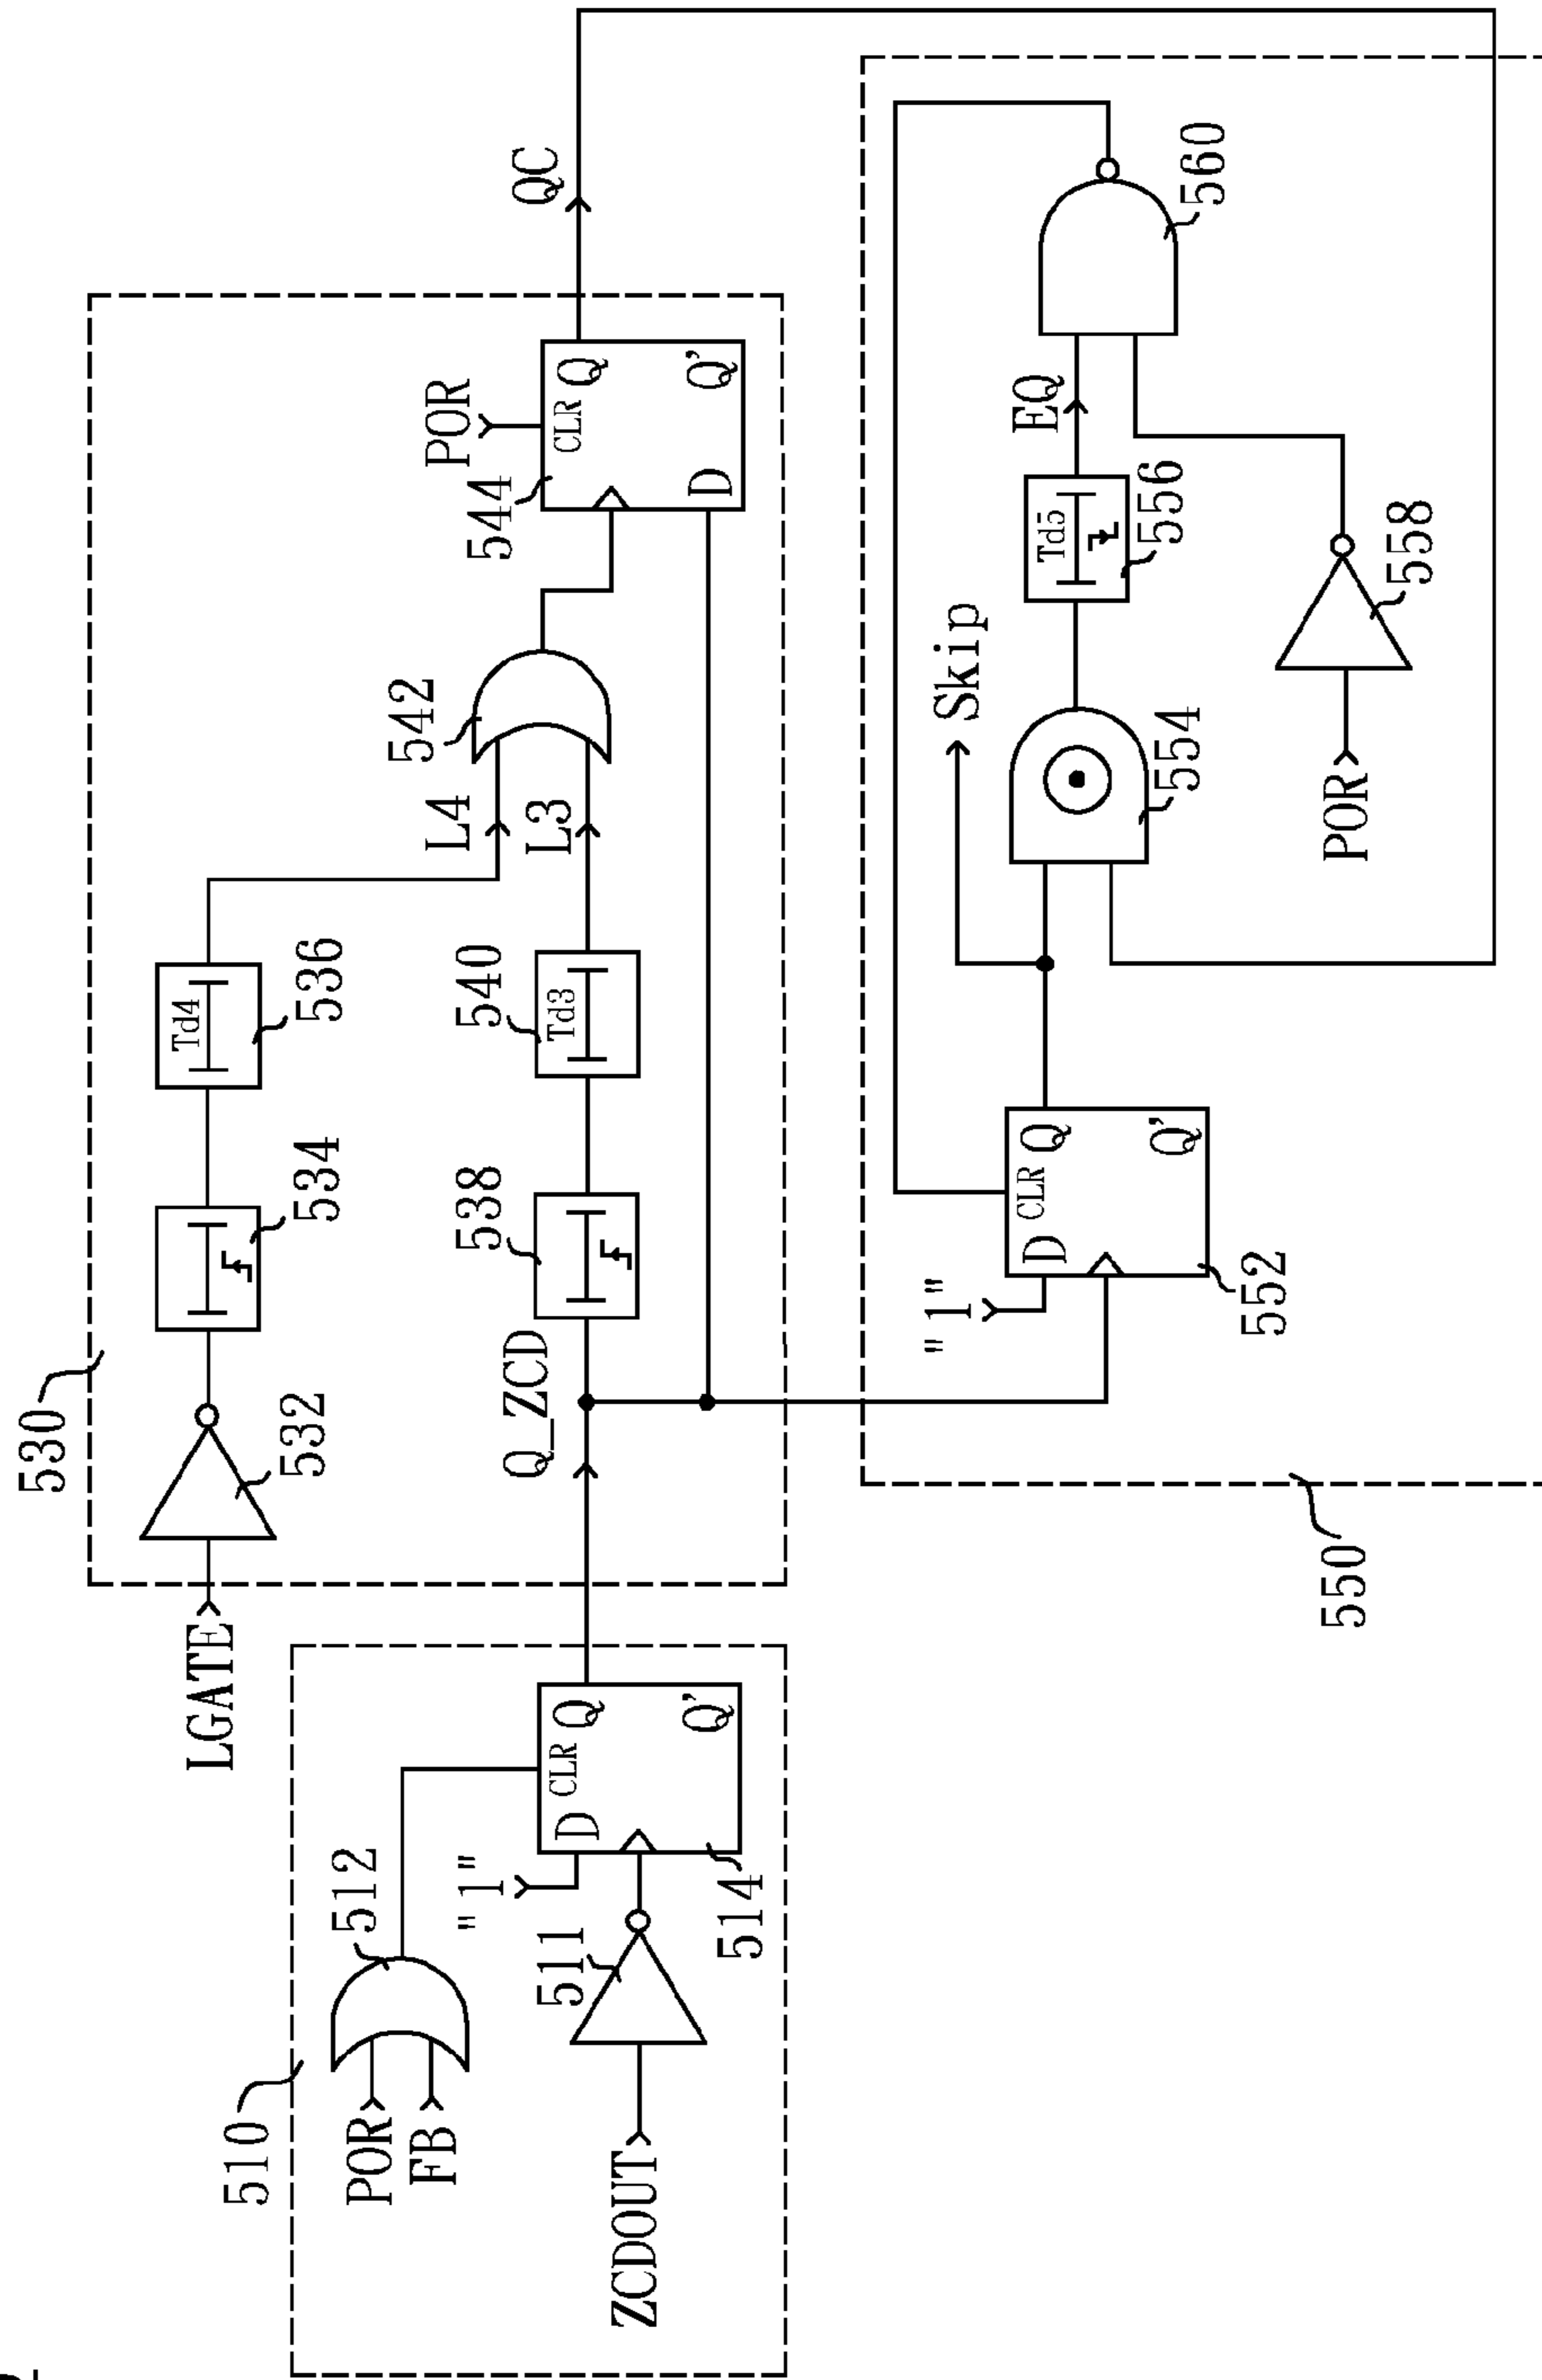 510
POR
FB
512
"1"
D
CLR
Q
Q'
ZCDOUT
511
514
530
LGATE
532
534
Td4
536
L4
542
Q_ZCD
538
540
Td3
L3
544
POR
CLR
Q
D
Q'
QC
550
"1"
D
CLR
Q
Q'
552
Skip
554
Td5
556
EQ
560
POR
558